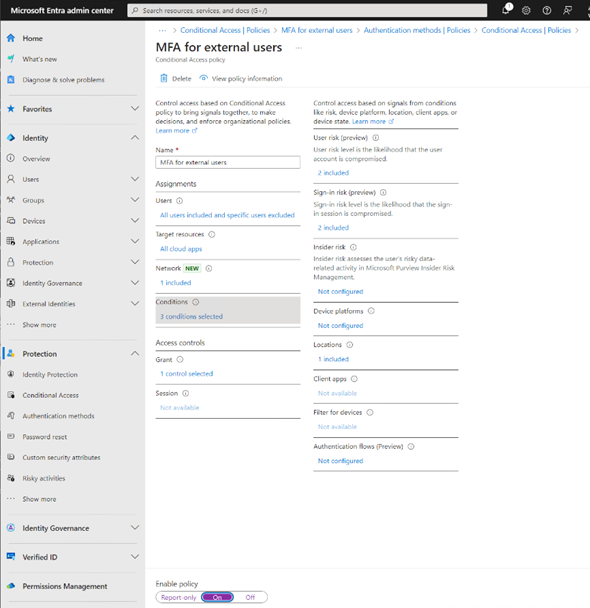 Microsoft Entra admin center
Search resources, services, and docs (G+/)
1
Home
What's new
Diagnose & solve problems
Favorites
Identity
Overview
Users
Groups
Devices
Applications
Protection
Identity Governance
External Identities
Show more
Protection
Identity Protection
Conditional Access
Authentication methods
Password reset
Custom security attributes
Risky activities
Show more
Identity Governance
Verified ID
Permissions Management
··· > Conditional Access | Policies > MFA for external users > Authentication methods | Policies > Conditional Access | Policies >
MFA for external users ···
Conditional Access policy
Delete
View policy information
Control access based on Conditional Access
policy to bring signals together, to make
decisions, and enforce organizational policies.
Learn more
Name *
MFA for external users
Assignments
Users
All users included and specific users excluded
Target resources
All cloud apps
Network NEW
1 included
Conditions
3 conditions selected
Access controls
Grant
1 control selected
Session
Not available
Control access based on signals from conditions
like risk, device platform, location, client apps, or
device state. Learn more
User risk (preview)
User risk level is the likelihood that the user
account is compromised.
2 included
Sign-in risk (preview)
Sign-in risk level is the likelihood that the sign-
in session is compromised.
2 included
Insider risk
Insider risk assesses the user's risky data-
related activity in Microsoft Purview Insider Risk
Management.
Not configured
Device platforms
Not configured
Locations
1 included
Client apps
Not available
Filter for devices
Not available
Authentication flows (Preview)
Not configured
Enable policy
Report-only On Off